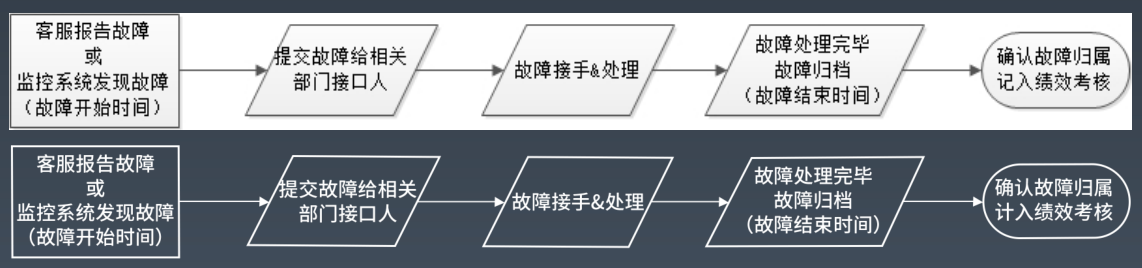 客服报告故障
或
监控系统发现故障
（故障开始时间）
提交故障给相关
部门接口人
故障接手&处理
故障处理完毕
故障归档
（故障结束时间）
确认故障归属
记入绩效考核
客服报告故障
或
监控系统发现故障
(故障开始时间)
提交故障给相关
部门接口人
故障接手&处理
故障处理完毕
故障归档
(故障结束时间)
确认故障归属
计入绩效考核